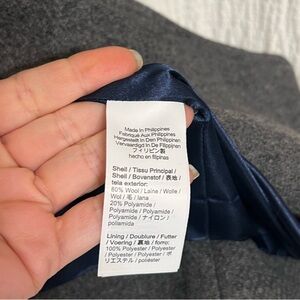 Made In Philippines
Fabriqué Aux Philippines
Hergestellt In Den Philippinen
Vervaardigd In De Filipijnen
フィリピン製
hecho en filipinas
Shell / Tissu Principal /
Shell / Bovenstof / 表地 /
tela exterior:
80% Wool / Laine / Wolle /
Wol / 毛 / lana
20% Polyamide /
Polyamide / Polyamid /
Polyamide / ナイロン /
poliamida
Lining / Doublure / Futter
/ Voering / 裏地 / forro:
100% Polyester / Polyester
/ Polyester / Polyester / ポ
リエステル / poliéster